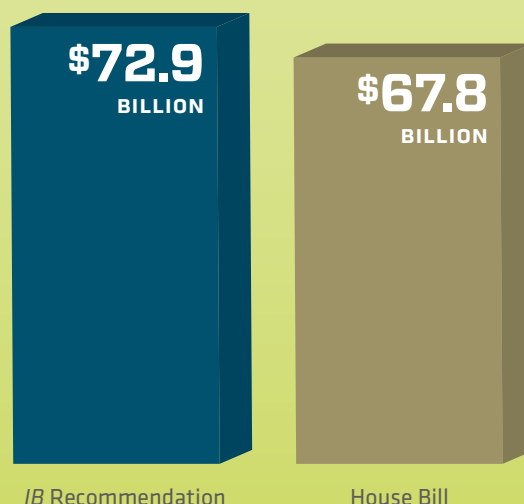 $72.9
BILLION
$67.8
BILLION
IB Recommendation
House Bill